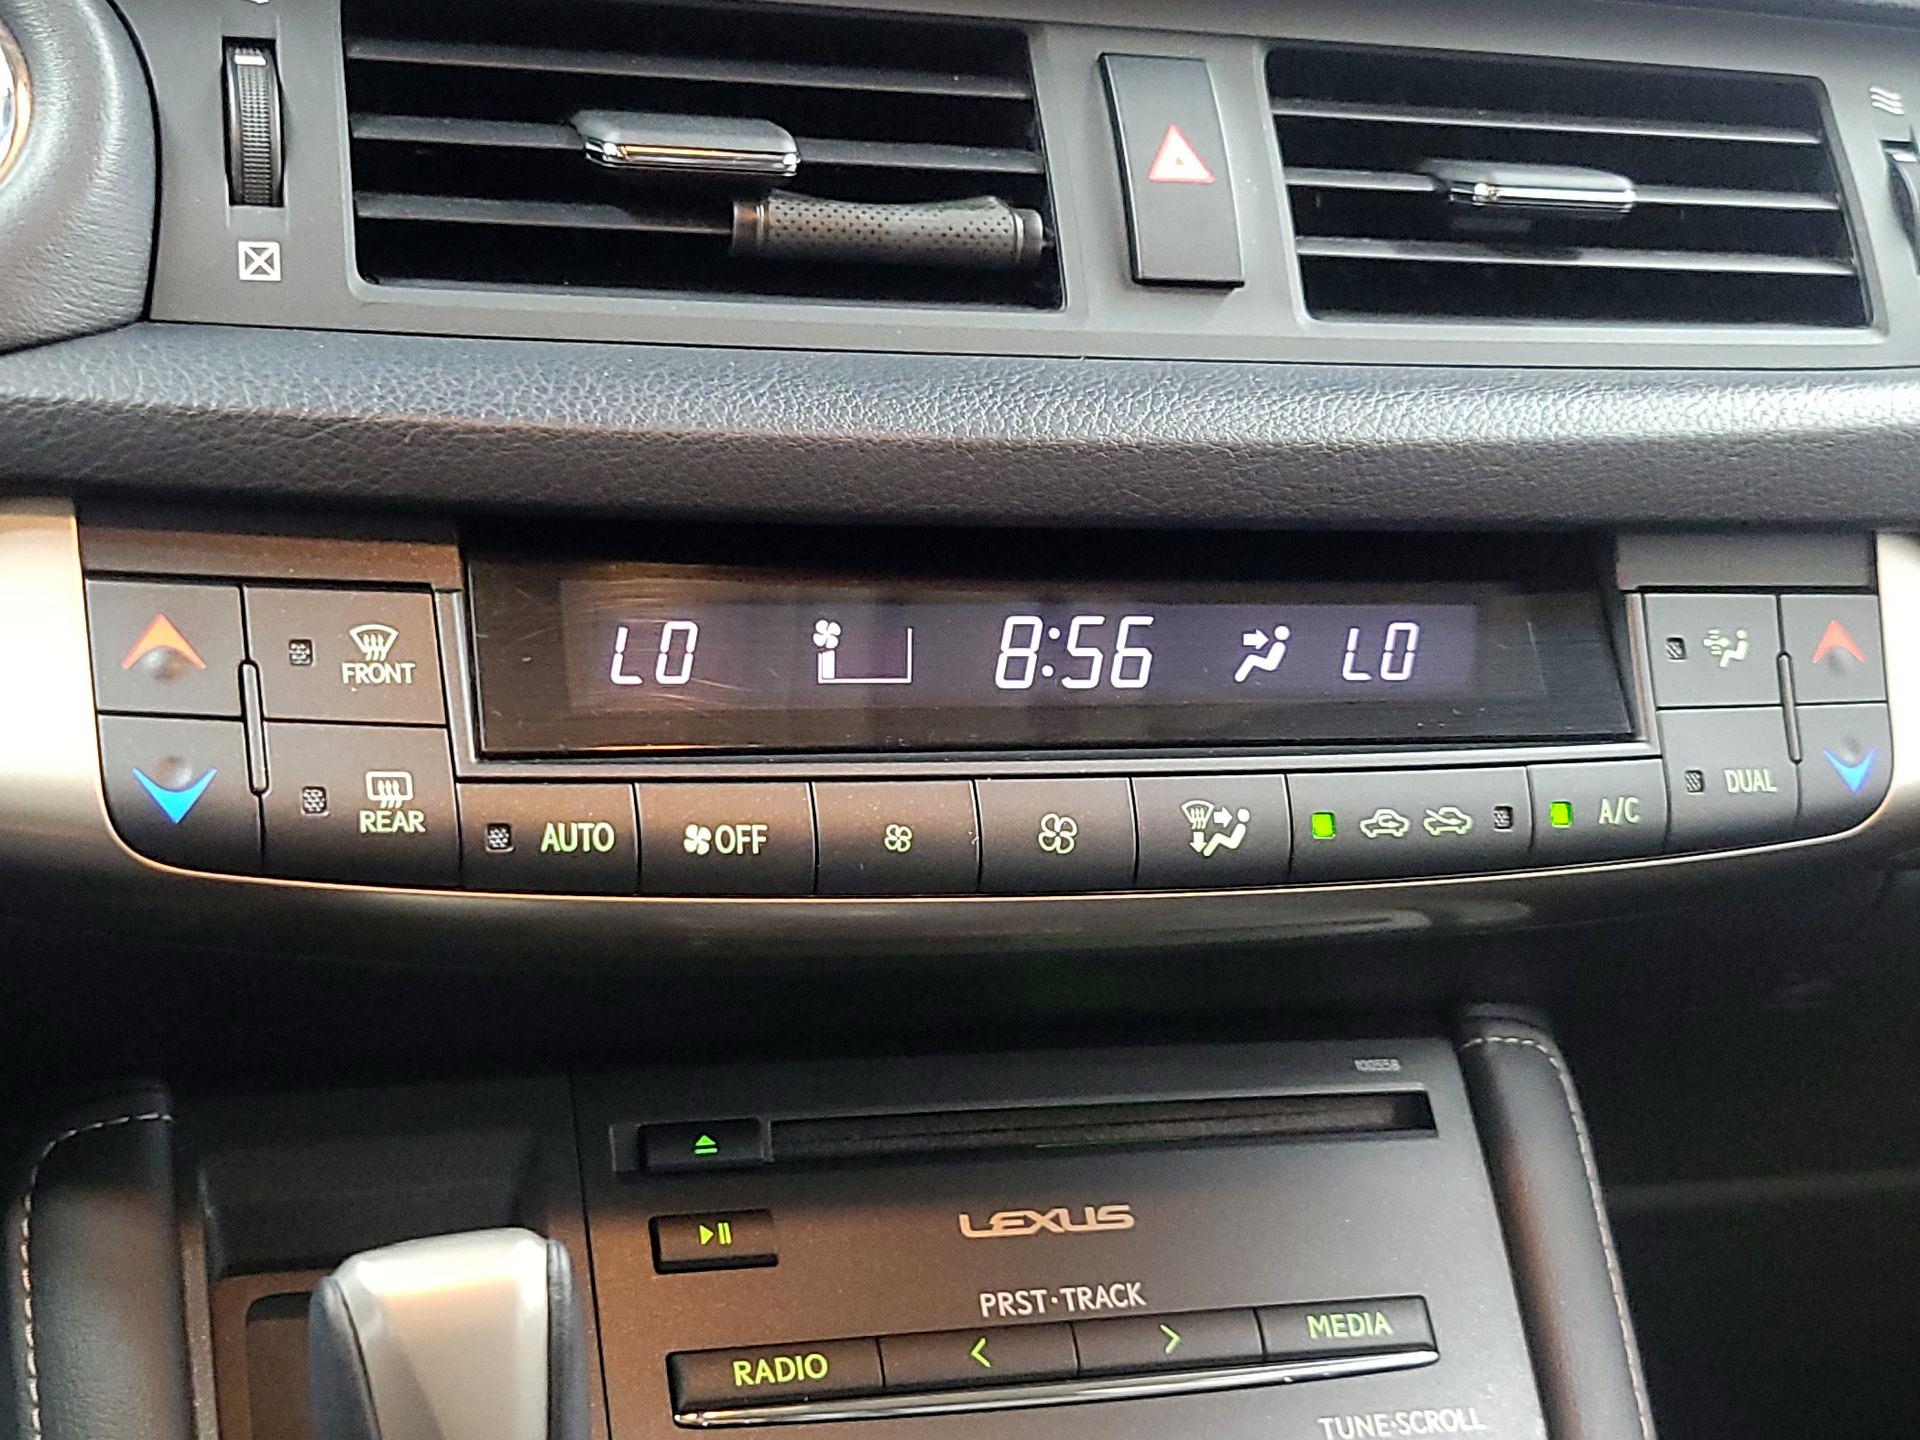 LO 8:56 LO
FRONT
REAR
AUTO
OFF
A/C
DUAL
LEXUS
PRST·TRACK
RADIO < > MEDIA
TUNE·SCROLL